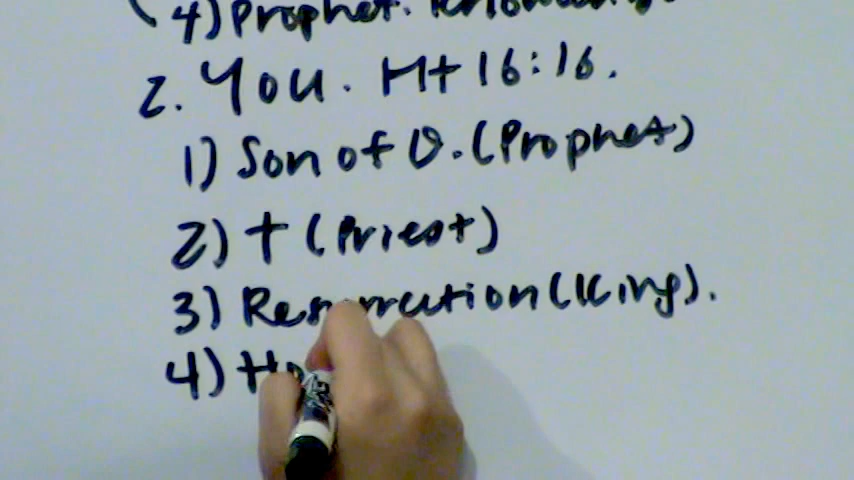 4) Prophet.
2. You. Mt 16:16.
1) Son of θ. (Prophet)
2) † (Priest)
3) Resurrection (King).
4)